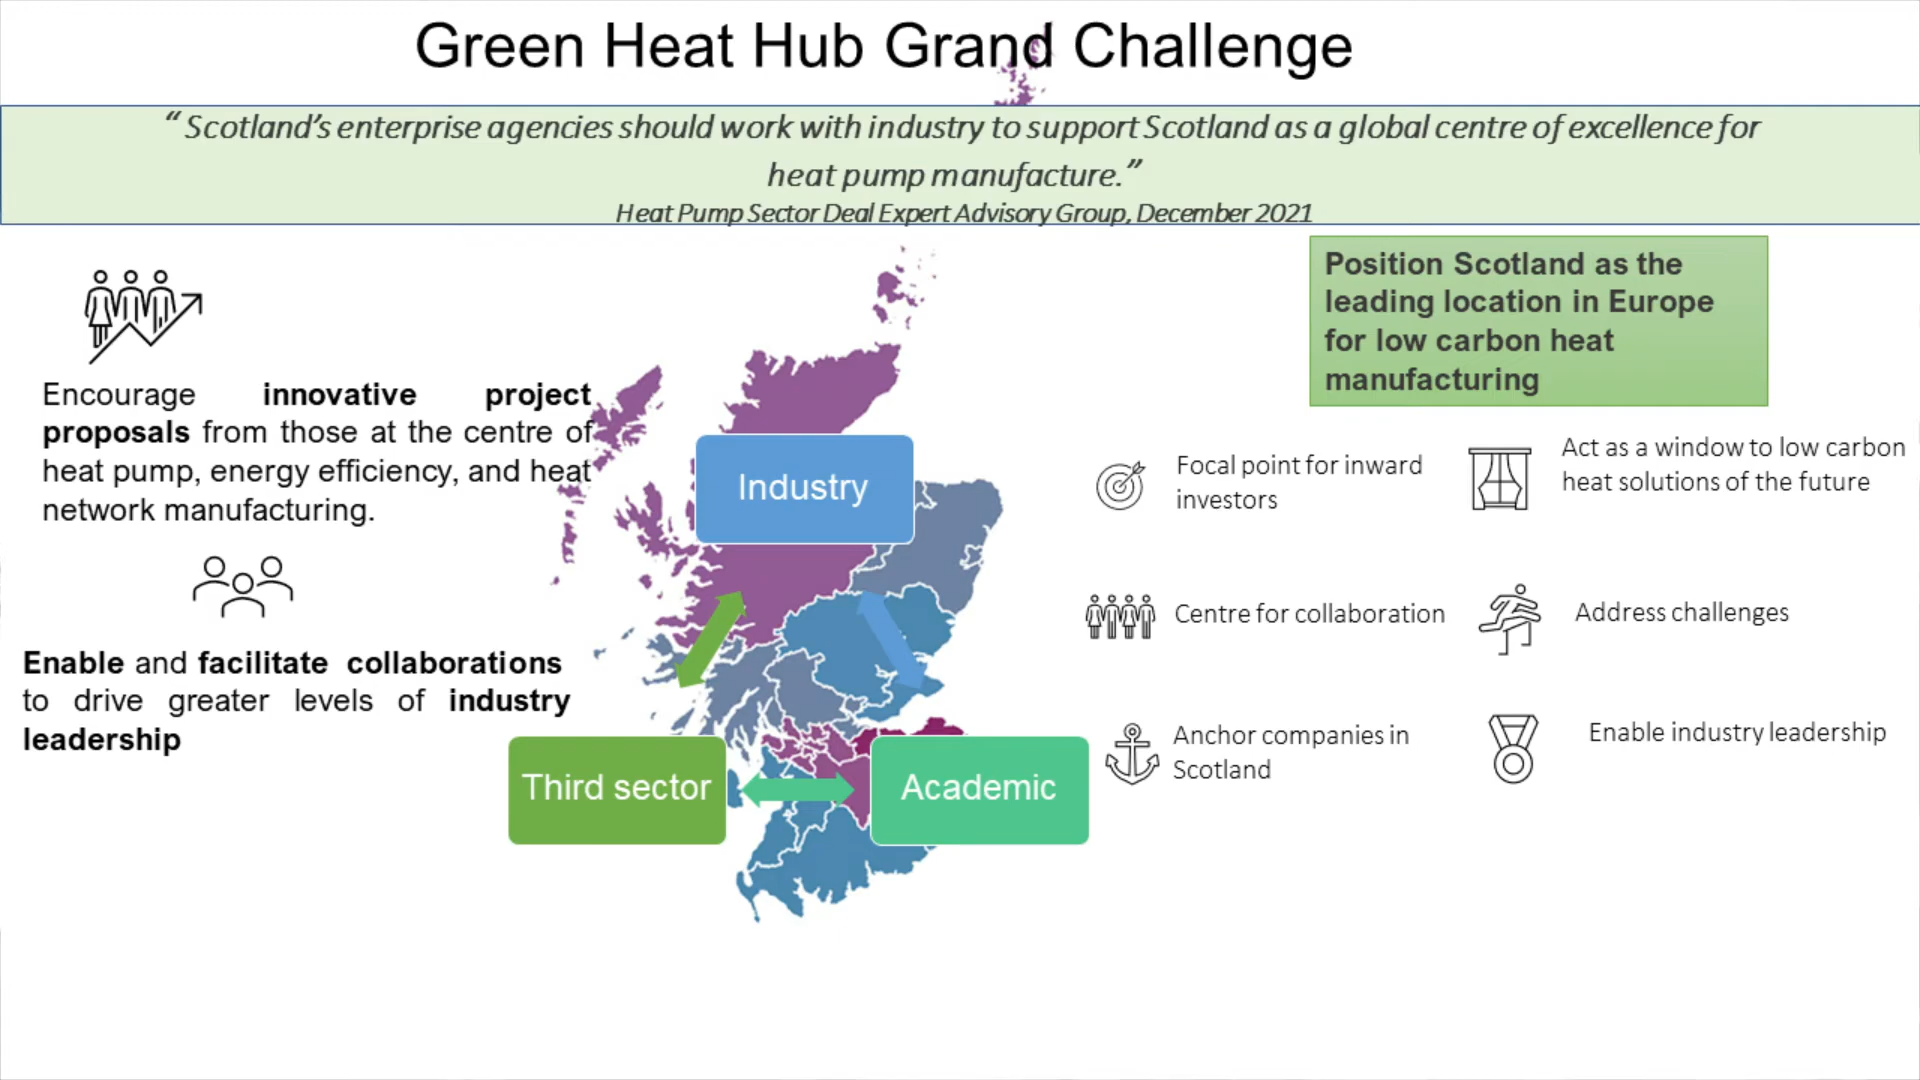 Green Heat Hub Grand Challenge
“ Scotland’s enterprise agencies should work with industry to support Scotland as a global centre of excellence for
heat pump manufacture.”
Heat Pump Sector Deal Expert Advisory Group, December 2021
Encourage innovative project
proposals from those at the centre of
heat pump, energy efficiency, and heat
network manufacturing.
Enable and facilitate collaborations
to drive greater levels of industry
leadership
Industry
Third sector
Academic
Position Scotland as the
leading location in Europe
for low carbon heat
manufacturing
Focal point for inward
investors
Act as a window to low carbon
heat solutions of the future
Centre for collaboration
Address challenges
Anchor companies in
Scotland
Enable industry leadership